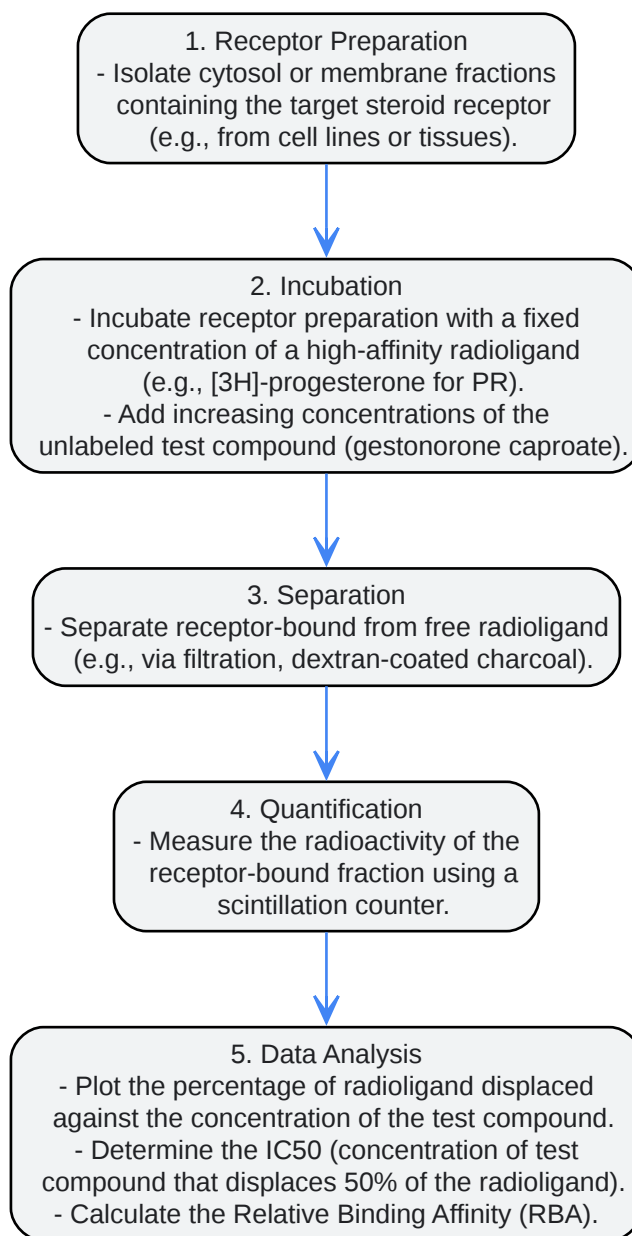 1. Receptor Preparation
- Isolate cytosol or membrane fractions
containing the target steroid receptor
(e.g., from cell lines or tissues).
2. Incubation
- Incubate receptor preparation with a fixed
concentration of a high-affinity radioligand
(e.g., [3H]-progesterone for PR).
- Add increasing concentrations of the
unlabeled test compound (gestonorone caproate).
3. Separation
- Separate receptor-bound from free radioligand
(e.g., via filtration, dextran-coated charcoal).
4. Quantification
- Measure the radioactivity of the
receptor-bound fraction using a
scintillation counter.
5. Data Analysis
- Plot the percentage of radioligand displaced
against the concentration of the test compound.
- Determine the IC50 (concentration of test
compound that displaces 50% of the radioligand).
- Calculate the Relative Binding Affinity (RBA).